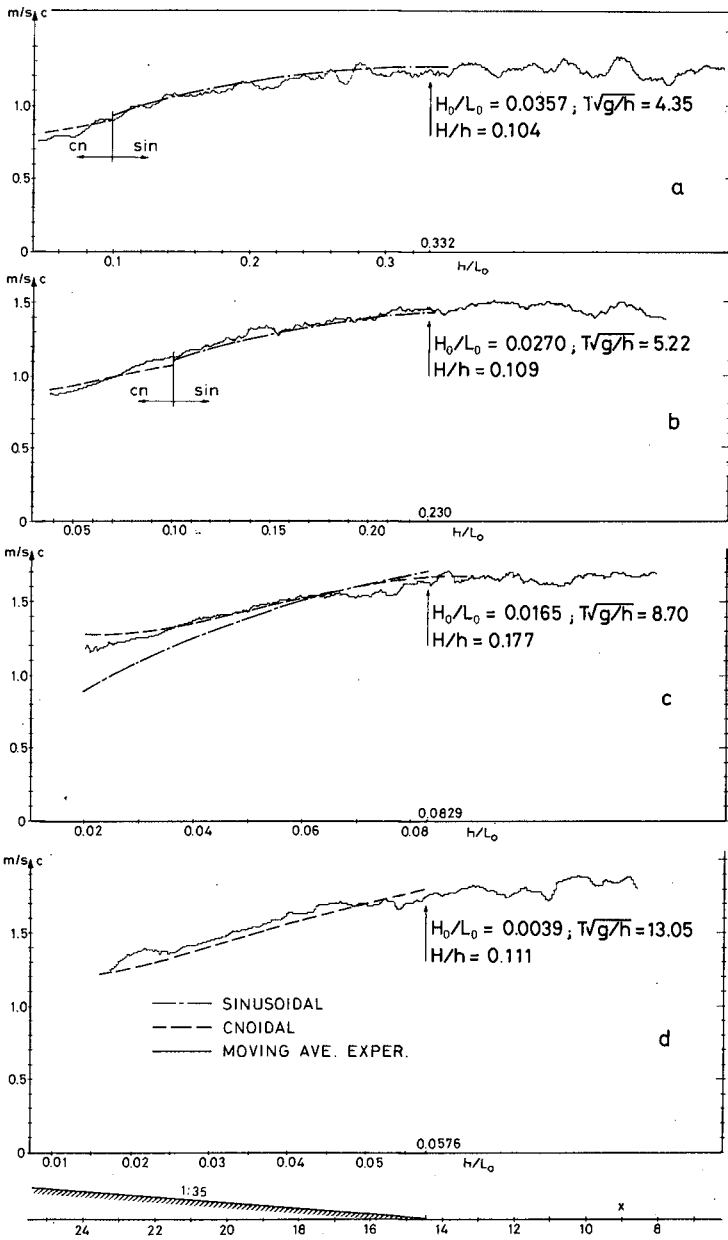 m/s c
H₀/L₀ = 0.0357 ; T√g/h = 4.35
H/h = 0.104
1.0
cn sin
0.5
a
0.332
0
0.1 0.2 0.3 h/L₀
m/s c
1.5
H₀/L₀ = 0.0270 ; T√g/h = 5.22
H/h = 0.109
1.0
cn sin
0.5
b
0.230
0
0.05 0.10 0.15 0.20 h/L₀
m/s c
1.5
H₀/L₀ = 0.0165 ; T√g/h = 8.70
H/h = 0.177
1.0
c
0.5
0.0829
0
0.02 0.04 0.06 0.08 h/L₀
m/s c
1.5
H₀/L₀ = 0.0039 ; T√g/h = 13.05
H/h = 0.111
1.0
SINUSOIDAL
CNOIDAL
MOVING AVE. EXPER.
d
0.5
0.0576
0
0.01 0.02 0.03 0.04 0.05 h/L₀
1:35
x
24 22 20 18 16 14 12 10 8